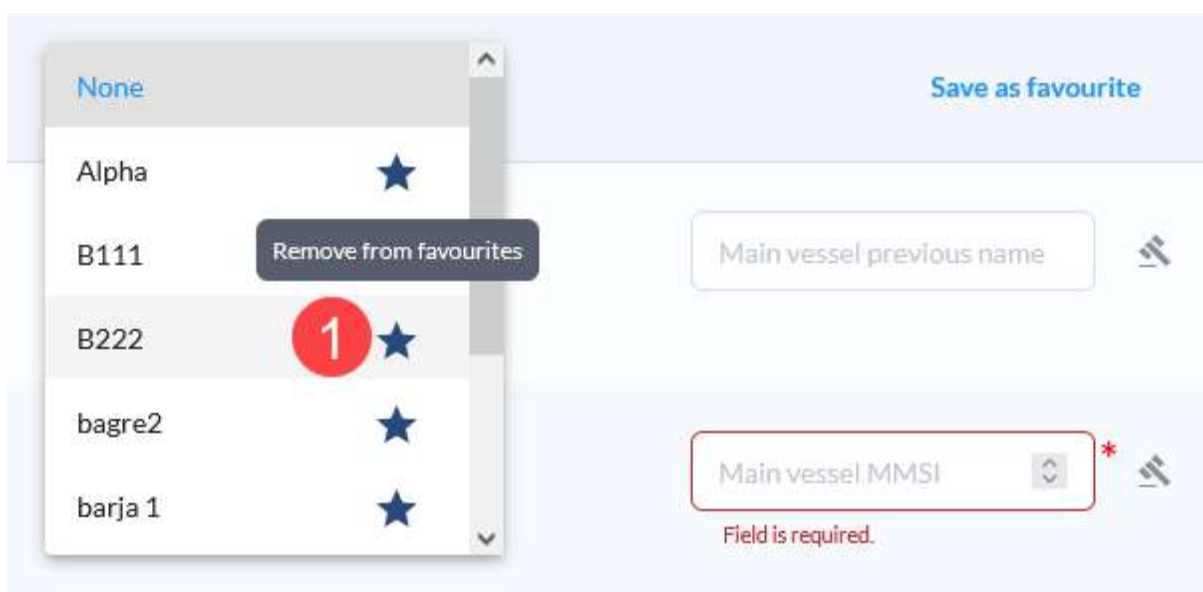 None
Save as favourite
Alpha
B111
Remove from favourites
Main vessel previous name
B222
1
bagre2
Main vessel MMSI
*
barja 1
Field is required.